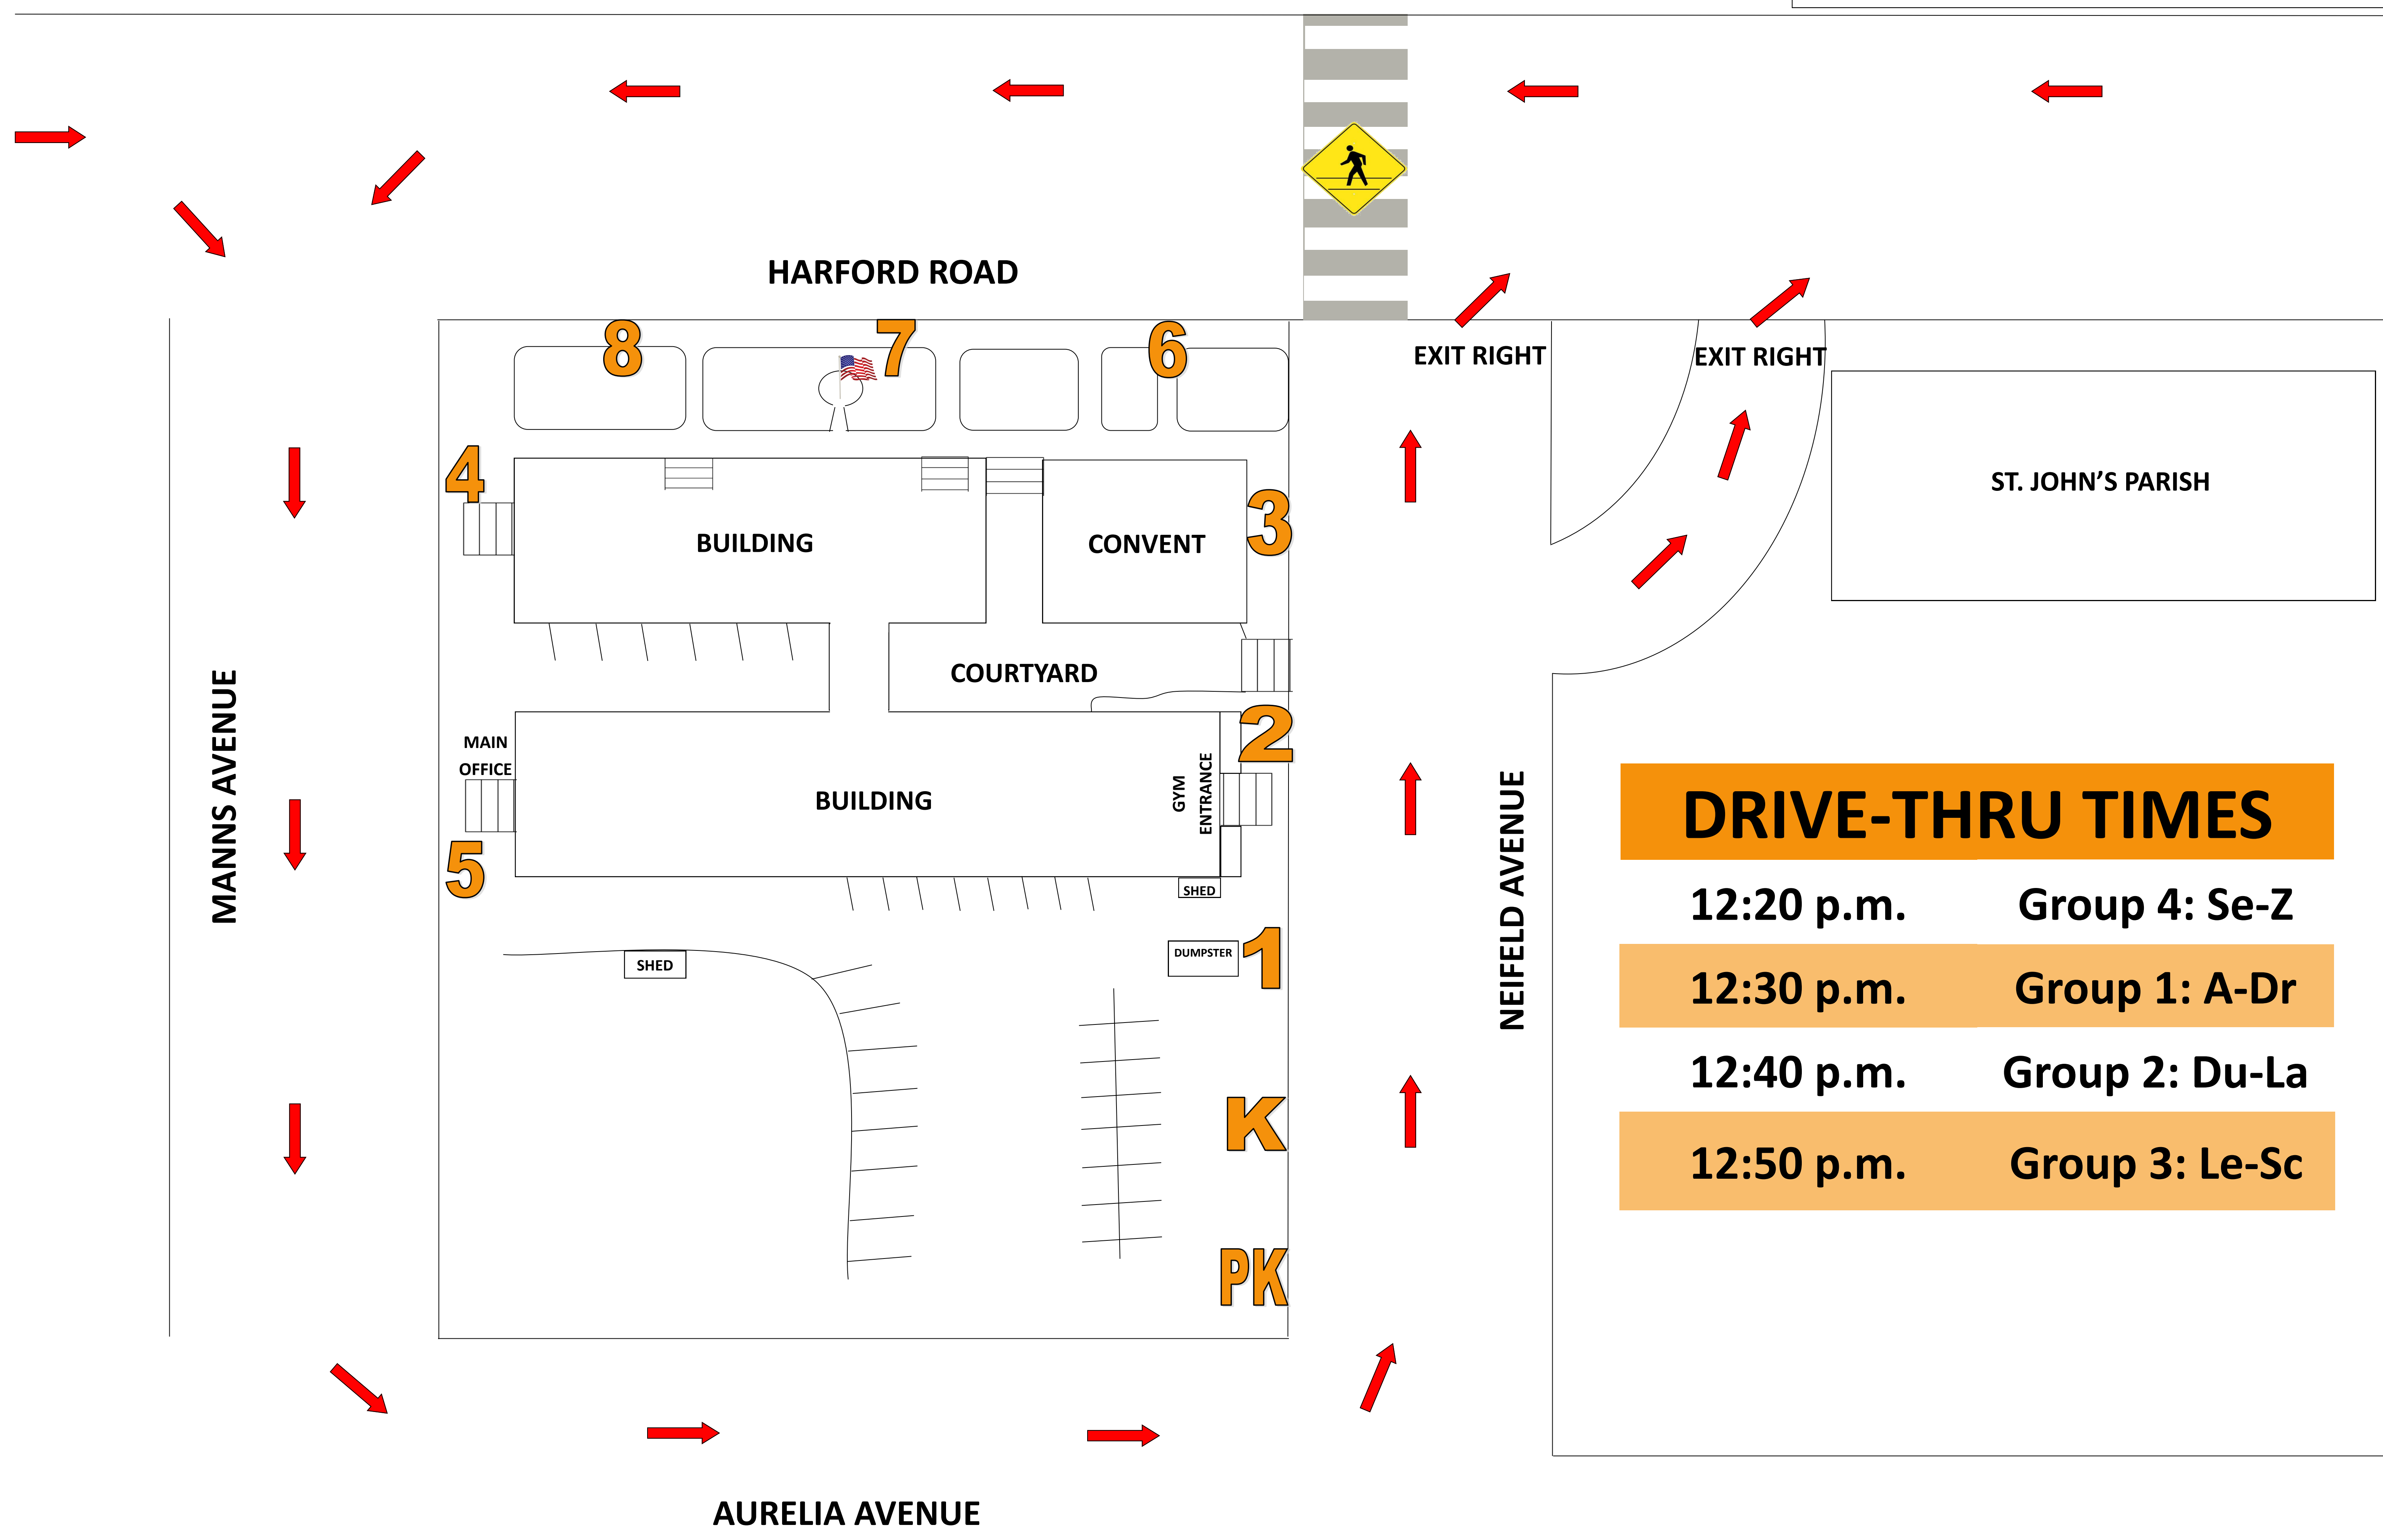 HARFORD ROAD
8
7
6
EXIT RIGHT
EXIT RIGHT
4
3
ST. JOHN’S PARISH
BUILDING
CONVENT
COURTYARD
MANNS AVENUE
MAIN
OFFICE
2
GYM
ENTRANCE
BUILDING
5
SHED
SHED
DUMPSTER
1
K
PK
NEIFELD AVENUE
DRIVE-THRU TIMES
12:20 p.m. Group 4: Se-Z
12:30 p.m. Group 1: A-Dr
12:40 p.m. Group 2: Du-La
12:50 p.m. Group 3: Le-Sc
AURELIA AVENUE